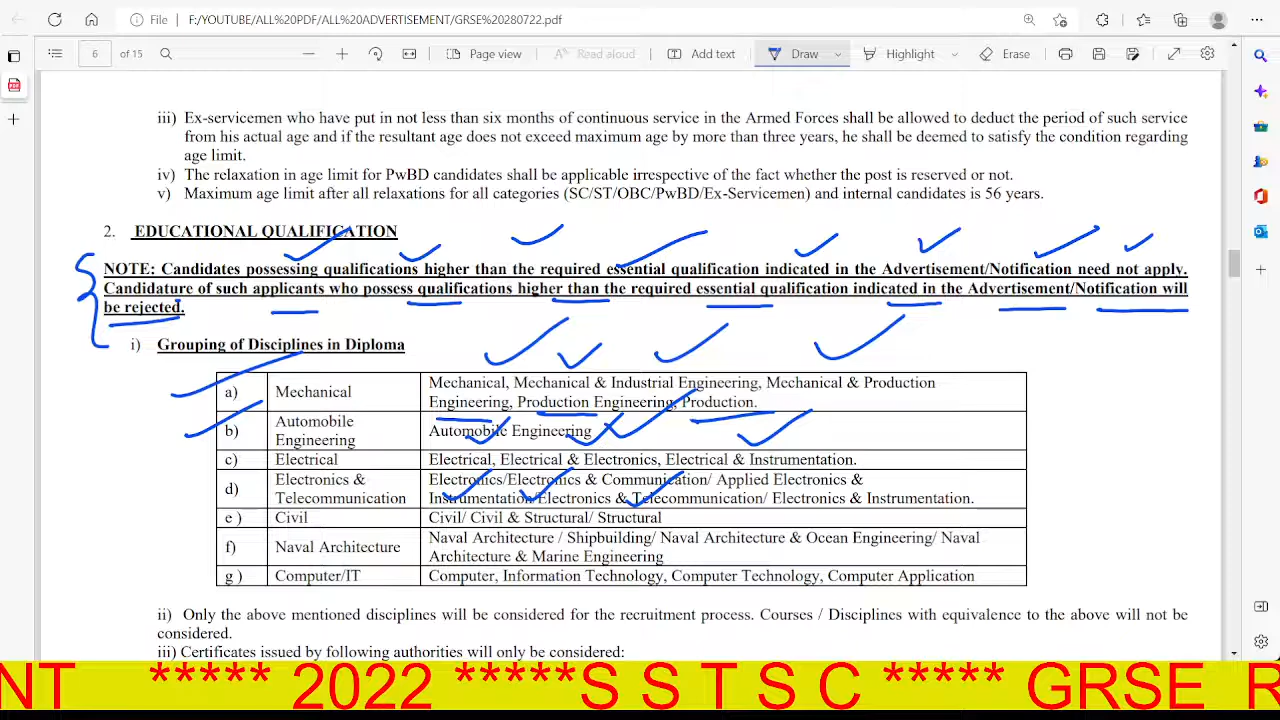 File F:/YOUTUBE/ALL%20PDF/ALL%20ADVERTISEMENT/GRSE%20280722.pdf
6 of 15 Page view Read aloud Add text Draw Highlight Erase
iii) Ex-servicemen who have put in not less than six months of continuous service in the Armed Forces shall be allowed to deduct the period of such service
from his actual age and if the resultant age does not exceed maximum age by more than three years, he shall be deemed to satisfy the condition regarding
age limit.
iv) The relaxation in age limit for PwBD candidates shall be applicable irrespective of the fact whether the post is reserved or not.
v) Maximum age limit after all relaxations for all categories (SC/ST/OBC/PwBD/Ex-Servicemen) and internal candidates is 56 years.
2. EDUCATIONAL QUALIFICATION
NOTE: Candidates possessing qualifications higher than the required essential qualification indicated in the Advertisement/Notification need not apply.
Candidature of such applicants who possess qualifications higher than the required essential qualification indicated in the Advertisement/Notification will
be rejected.
i) Grouping of Disciplines in Diploma
a) Mechanical Mechanical, Mechanical & Industrial Engineering, Mechanical & Production
Engineering, Production Engineering, Production.
b) Automobile
Engineering Automobile Engineering
c) Electrical Electrical, Electrical & Electronics, Electrical & Instrumentation.
d) Electronics &
Telecommunication Electronics/Electronics & Communication/ Applied Electronics &
Instrumentation/Electronics & Telecommunication/ Electronics & Instrumentation.
e ) Civil Civil/ Civil & Structural/ Structural
f) Naval Architecture Naval Architecture / Shipbuilding/ Naval Architecture & Ocean Engineering/ Naval
Architecture & Marine Engineering
g ) Computer/IT Computer, Information Technology, Computer Technology, Computer Application
ii) Only the above mentioned disciplines will be considered for the recruitment process. Courses / Disciplines with equivalence to the above will not be
considered.
iii) Certificates issued by following authorities will only be considered:
NT ***** 2022 *****S S T S C ***** GRSE R